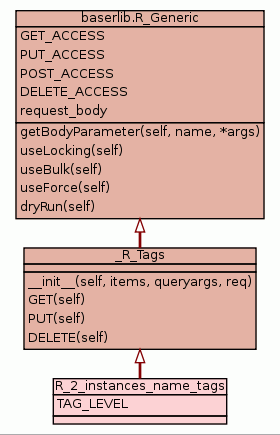 baserlib.R_Generic
GET_ACCESS
PUT_ACCESS
POST_ACCESS
DELETE_ACCESS
request_body
getBodyParameter(self, name, *args)
useLocking(self)
useBulk(self)
useForce(self)
dryRun(self)
_R_Tags
__init__(self, items, queryargs, req)
GET(self)
PUT(self)
DELETE(self)
R_2_instances_name_tags
TAG_LEVEL